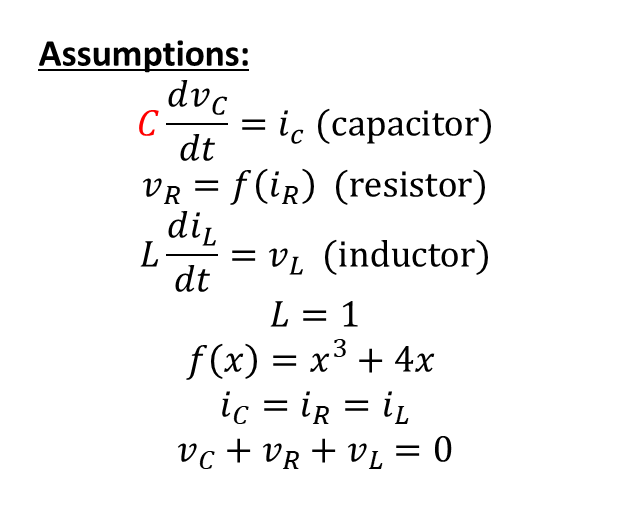 Assumptions:
C dv_C/dt = i_c (capacitor)
v_R = f(i_R) (resistor)
L di_L/dt = v_L (inductor)
L = 1
f(x) = x³ + 4x
i_C = i_R = i_L
v_C + v_R + v_L = 0